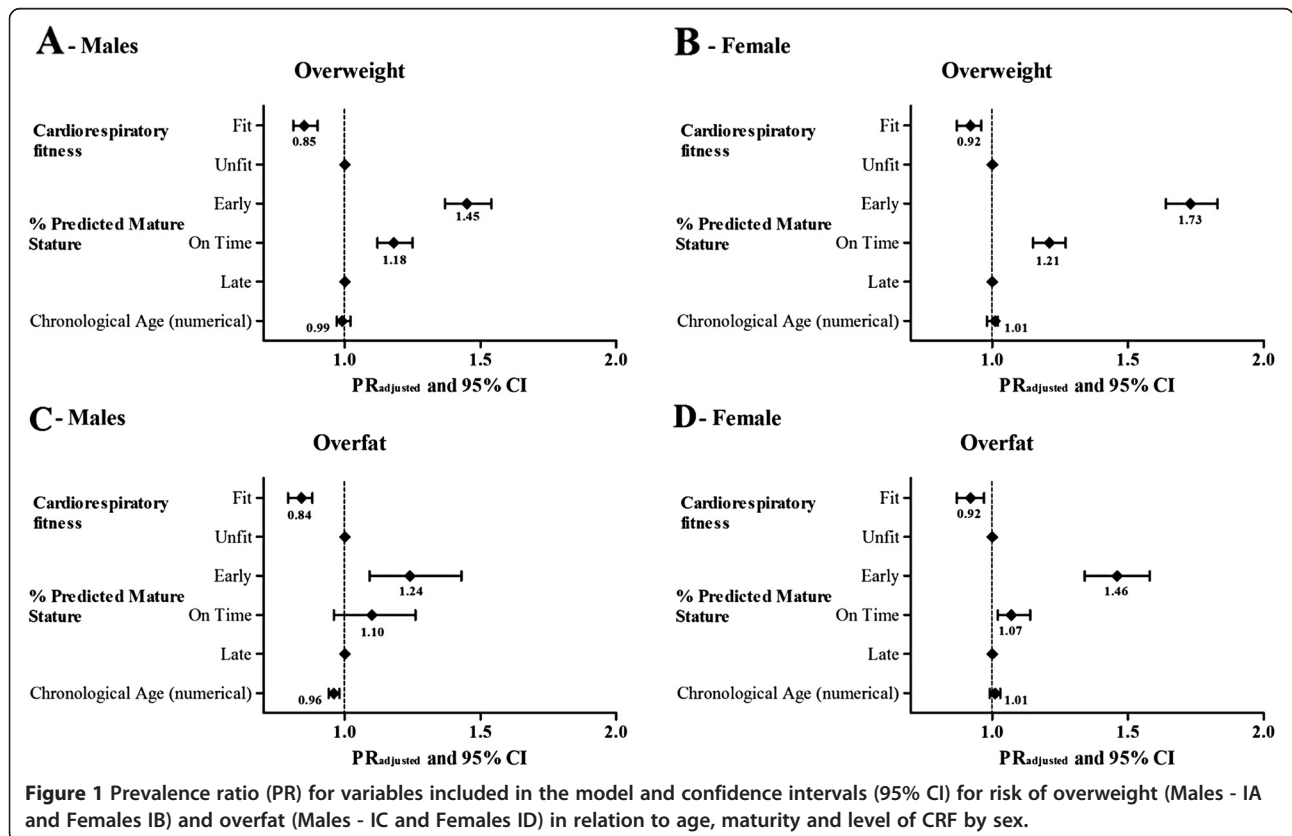 A - Males
Overweight
Cardiorespiratory
fitness
Fit
0.85
Unfit
% Predicted Mature
Stature
Early
1.45
On Time
1.18
Late
Chronological Age (numerical)
0.99
1.0 1.5 2.0
PRadjusted and 95% CI
B - Female
Overweight
Cardiorespiratory
fitness
Fit
0.92
Unfit
% Predicted Mature
Stature
Early
1.73
On Time
1.21
Late
Chronological Age (numerical)
1.01
1.0 1.5 2.0
PRadjusted and 95% CI
C - Males
Overfat
Cardiorespiratory
fitness
Fit
0.84
Unfit
% Predicted Mature
Stature
Early
1.24
On Time
1.10
Late
Chronological Age (numerical)
0.96
1.0 1.5 2.0
PRadjusted and 95% CI
D - Female
Overfat
Cardiorespiratory
fitness
Fit
0.92
Unfit
% Predicted Mature
Stature
Early
1.46
On Time
1.07
Late
Chronological Age (numerical)
1.01
1.0 1.5 2.0
PRadjusted and 95% CI
Figure 1 Prevalence ratio (PR) for variables included in the model and confidence intervals (95% CI) for risk of overweight (Males - IA
and Females IB) and overfat (Males - IC and Females ID) in relation to age, maturity and level of CRF by sex.